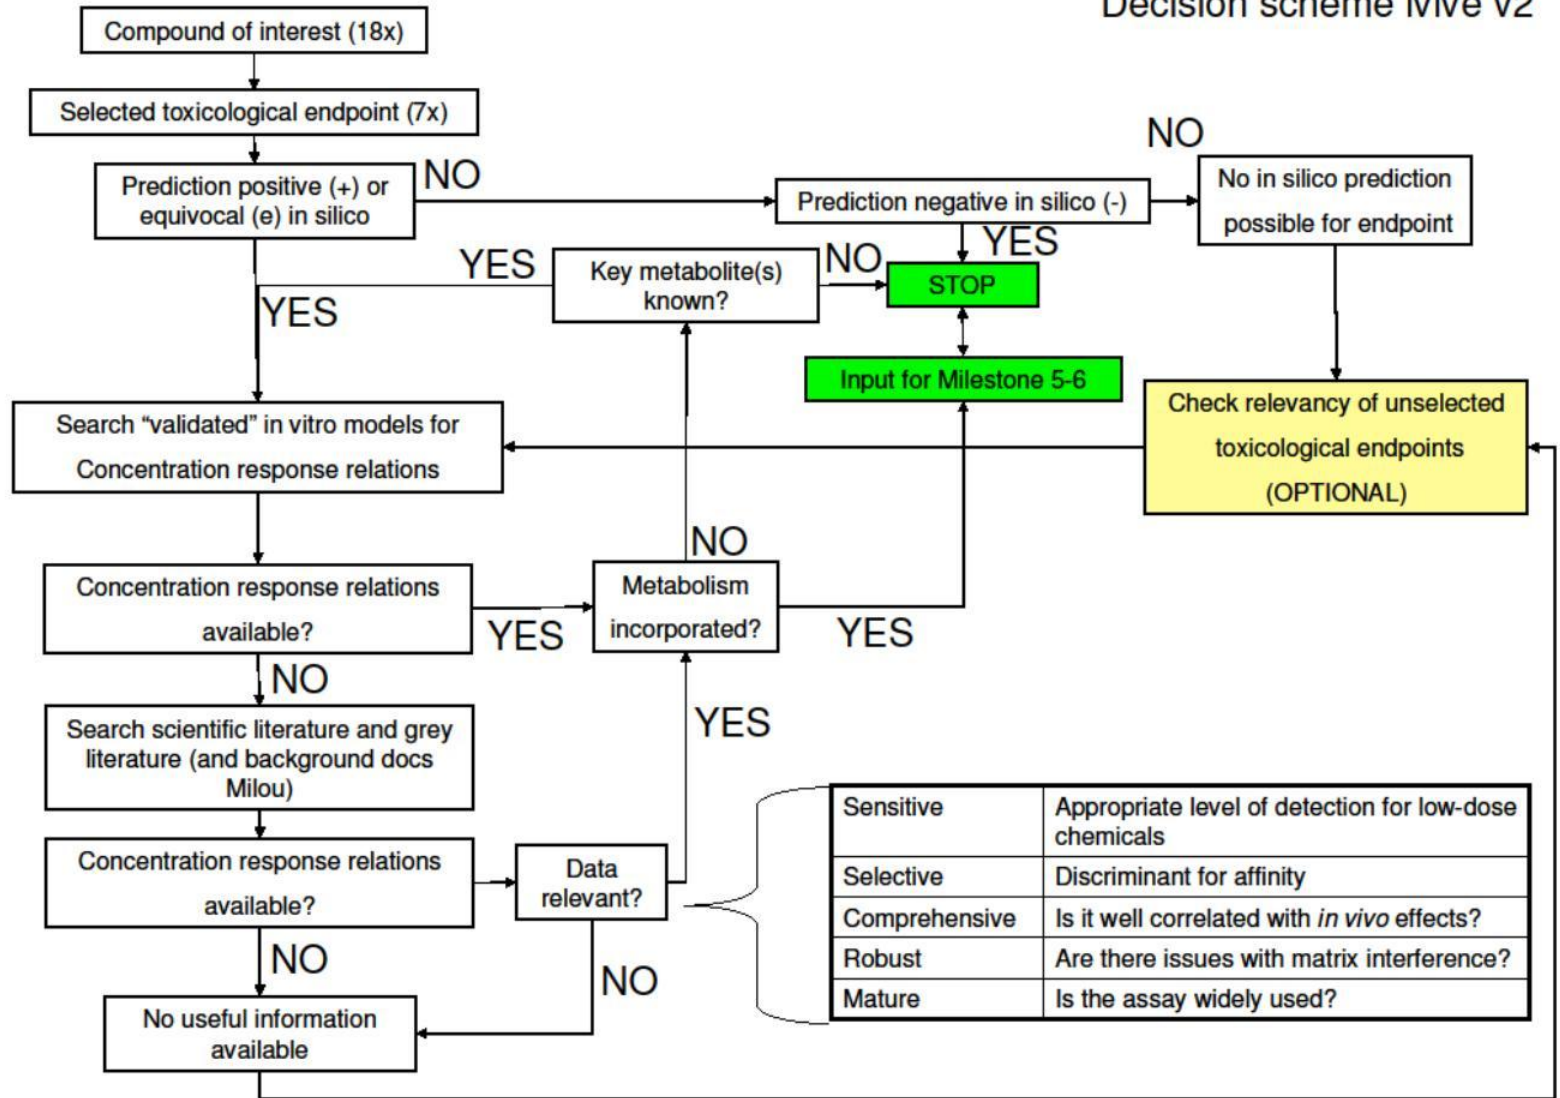 Decision scheme IVIVE v2
Compound of interest (18x)
Selected toxicological endpoint (7x)
Prediction positive (+) or
equivocal (e) in silico
NO
Prediction negative in silico (-)
NO
No in silico prediction
possible for endpoint
YES
YES
Key metabolite(s)
known?
NO
STOP
YES
Input for Milestone 5-6
Check relevancy of unselected
toxicological endpoints
(OPTIONAL)
Search “validated” in vitro models for
Concentration response relations
NO
Concentration response relations
available?
YES
Metabolism
incorporated?
YES
NO
Search scientific literature and grey
literature (and background docs
Milou)
YES
Concentration response relations
available?
Data
relevant?
Sensitive Appropriate level of detection for low-dose
chemicals
Selective Discriminant for affinity
Comprehensive Is it well correlated with in vivo effects?
Robust Are there issues with matrix interference?
Mature Is the assay widely used?
NO
NO
No useful information
available